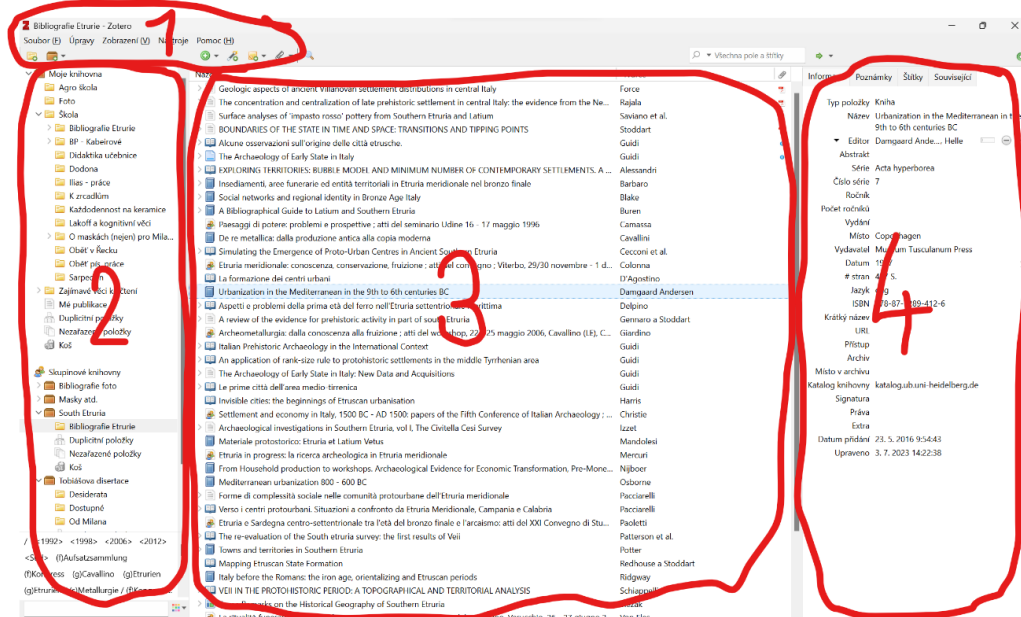 Bibliografie Etrurie - Zotero
1
Soubor (F) Úpravy Zobrazení (V) Nástroje Pomoc (H)
Všechna pole a štítky
Moje knihovna
Agro škola
Foto
Škola
Bibliografie Etrurie
BP - Kabeirové
Didaktika učebnice
Dodona
Ilias - práce
K zrcadlům
Každodennost na keramice
Lakoff a kognitivní věci
O maskách (nejen) pro Mila...
Oběť v Řecku
Oběť pís. práce
Sarpedon
Zajímavé věci k čtení
Mé publikace
Duplicitní položky
Nezařazené položky
Koš
2
Skupinové knihovny
Bibliografie foto
Masky atd.
South Etruria
Bibliografie Etrurie
Duplicitní položky
Nezařazené položky
Koš
Tobiášova disertace
Desiderata
Dostupné
Od Milana
<1992> <1998> <2006> <2012>
(f)Aufsatzsammlung
(f)Kongress (g)Cavallino (g)Etrurien
Geologic aspects of ancient Villanovan settlement distributions in central Italy Force
The concentration and centralization of late prehistoric settlement in central Italy: the evidence from the Ne... Rajala
Surface analyses of 'impasto rosso' pottery from Southern Etruria and Latium Saviano et al.
BOUNDARIES OF THE STATE IN TIME AND SPACE: TRANSITIONS AND TIPPING POINTS Stoddart
Alcune osservazioni sull'origine delle città etrusche. Guidi
The Archaeology of Early State in Italy Guidi
EXPLORING TERRITORIES: BUBBLE MODEL AND MINIMUM NUMBER OF CONTEMPORARY SETTLEMENTS. A ... Alessandri
Insediamenti, aree funerarie ed entità territoriali in Etruria meridionale nel bronzo finale Barbaro
Social networks and regional identity in Bronze Age Italy Blake
A Bibliographical Guide to Latium and Southern Etruria Buren
Paesaggi di potere: problemi e prospettive ; atti del seminario Udine 16 - 17 maggio 1996 Camassa
De re metallica: dalla produzione antica alla copia moderna Cavallini
Simulating the Emergence of Proto-Urban Centres in Ancient Southern Etruria Cecconi et al.
Etruria meridionale: conoscenza, conservazione, fruizione ; atti del convegno ; Viterbo, 29/30 novembre - 1 d... Colonna
La formazione dei centri urbani D'Agostino
Urbanization in the Mediterranean in the 9th to 6th centuries BC Damgaard Andersen
Aspetti e problemi della prima età del ferro nell'Etruria settentrionale marittima Delpino
A review of the evidence for prehistoric activity in part of south Etruria Gennaro a Stoddart
Archeometallurgia: dalla conoscenza alla fruizione ; atti del workshop, 22-25 maggio 2006, Cavallino (LE), C... Giardino
Italian Prehistoric Archaeology in the International Context Guidi
An application of rank-size rule to protohistoric settlements in the middle Tyrrhenian area Guidi
The Archaeology of Early State in Italy: New Data and Acquisitions Guidi
Le prime città dell'area medio-tirrenica Guidi
Invisible cities: the beginnings of Etruscan urbanisation Harris
Settlement and economy in Italy, 1500 BC - AD 1500: papers of the Fifth Conference of Italian Archaeology ; ... Christie
Archaeological investigations in Southern Etruria, vol I, The Civitella Cesi Survey Izzet
Materiale protostorico: Etruria et Latium Vetus Mandolesi
Etruria in progress: la ricerca archeologica in Etruria meridionale Mercuri
From Household production to workshops. Archaeological Evidence for Economic Transformation, Pre-Mone... Nijboer
Mediterranean urbanization 800 - 600 BC Osborne
Forme di complessità sociale nelle comunità protourbane dell'Etruria meridionale Pacciarelli
Verso i centri protourbani. Situazioni a confronto da Etruria Meridionale, Campania e Calabria Pacciarelli
Etruria e Sardegna centro-settentrionale tra l'età del bronzo finale e l'arcaismo: atti del XXI Convegno di Stu... Paoletti
The re-evaluation of the South etruria survey: the first results of Veii Patterson et al.
Towns and territories in Southern Etruria Potter
Mapping Etruscan State Formation Redhouse a Stoddart
Italy before the Romans: the iron age, orientalizing and Etruscan periods Ridgway
VEII IN THE PROTOHISTORIC PERIOD: A TOPOGRAPHICAL AND TERRITORIAL ANALYSIS
Remarks on the Historical Geography of Southern Etruria
3
Poznámky Štítky Související
Typ položky Kniha
Název Urbanization in the Mediterranean in the
9th to 6th centuries BC
Editor Damgaard Ande..., Helle
Abstrakt
Série Acta hyperborea
Číslo série 7
Ročník
Počet ročníků
Vydání
Místo Copenhagen
Vydavatel Museum Tusculanum Press
Datum
# stran
Jazyk eng
ISBN
Krátký název
URL
Přístup
Archiv
Místo v archivu
Katalog knihovny katalog.ub.uni-heidelberg.de
Signatura
Práva
Extra
Datum přidání 23. 5. 2016 9:54:43
Upraveno 3. 7. 2023 14:22:38
4